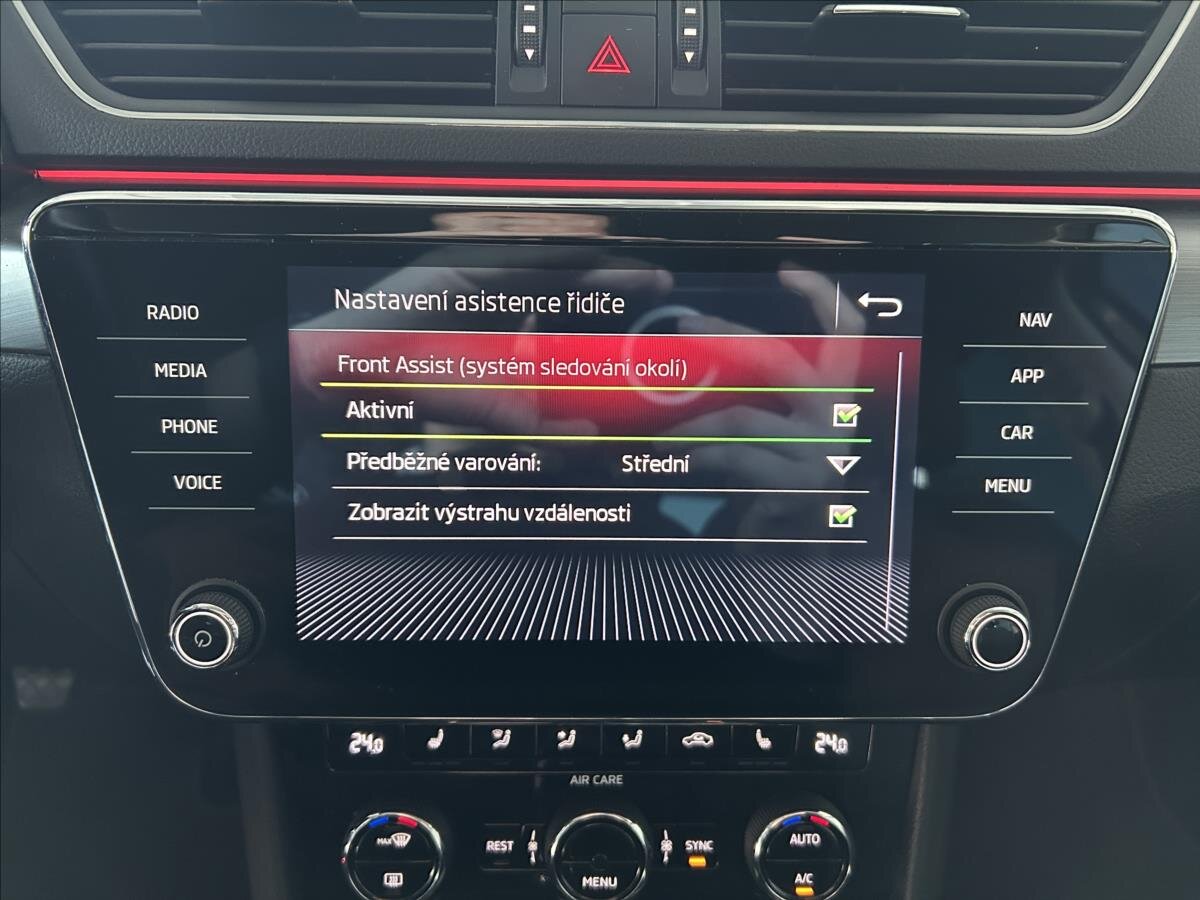 Nastavení asistence řidiče
RADIO
MEDIA
PHONE
VOICE
Front Assist (systém sledování okolí)
Aktivní
Předběžné varování: Střední
Zobrazit výstrahu vzdálenosti
NAV
APP
CAR
MENU
24.0
24.0
AIR CARE
MAX
REST
MENU
SYNC
AUTO
A/C